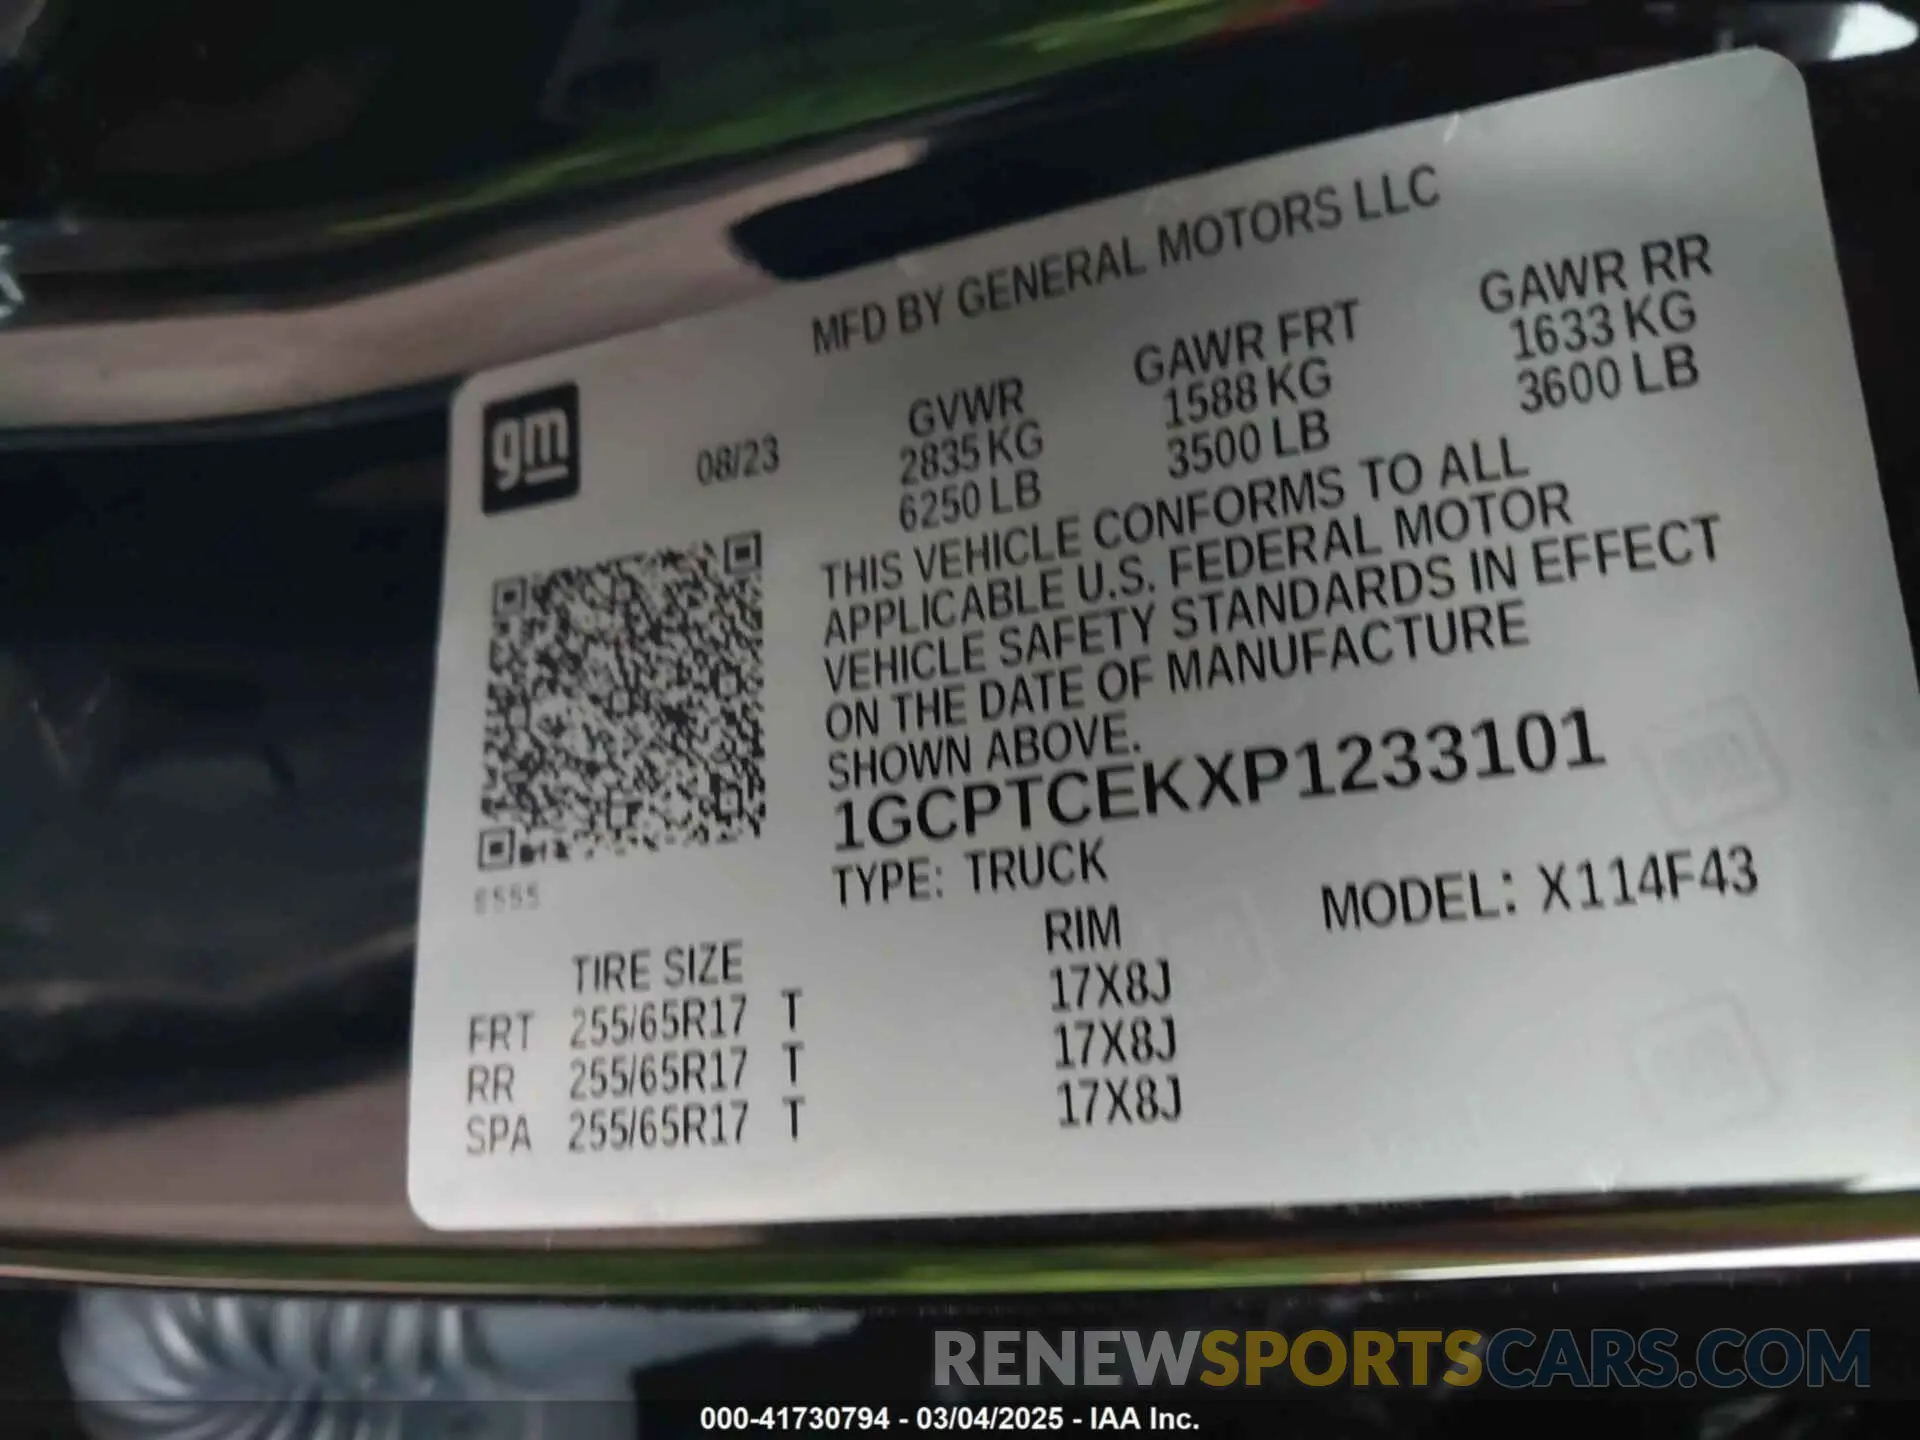 MFD BY GENERAL MOTORS LLC
gm
08/23
GVWR
2835 KG
6250 LB
GAWR FRT
1588 KG
3500 LB
GAWR RR
1633 KG
3600 LB
THIS VEHICLE CONFORMS TO ALL
APPLICABLE U.S. FEDERAL MOTOR
VEHICLE SAFETY STANDARDS IN EFFECT
ON THE DATE OF MANUFACTURE
SHOWN ABOVE.
1GCPTCEKXP1233101
TYPE: TRUCK
MODEL: X114F43
TIRE SIZE RIM
FRT 255/65R17 T 17X8J
RR 255/65R17 T 17X8J
SPA 255/65R17 T 17X8J
RENEWSPORTSCARS.COM
000-41730794 - 03/04/2025 - IAA Inc.